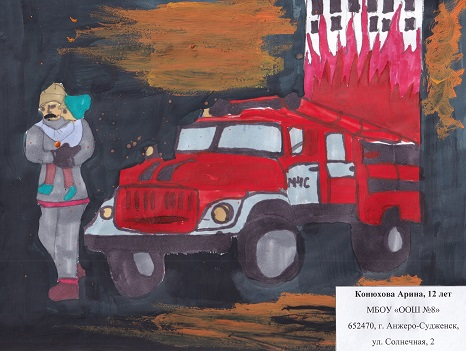 МЧС
Конюхова Арина, 12 лет
МБОУ «ООШ №8»
652470, г. Анжеро-Судженск,
ул. Солнечная, 2